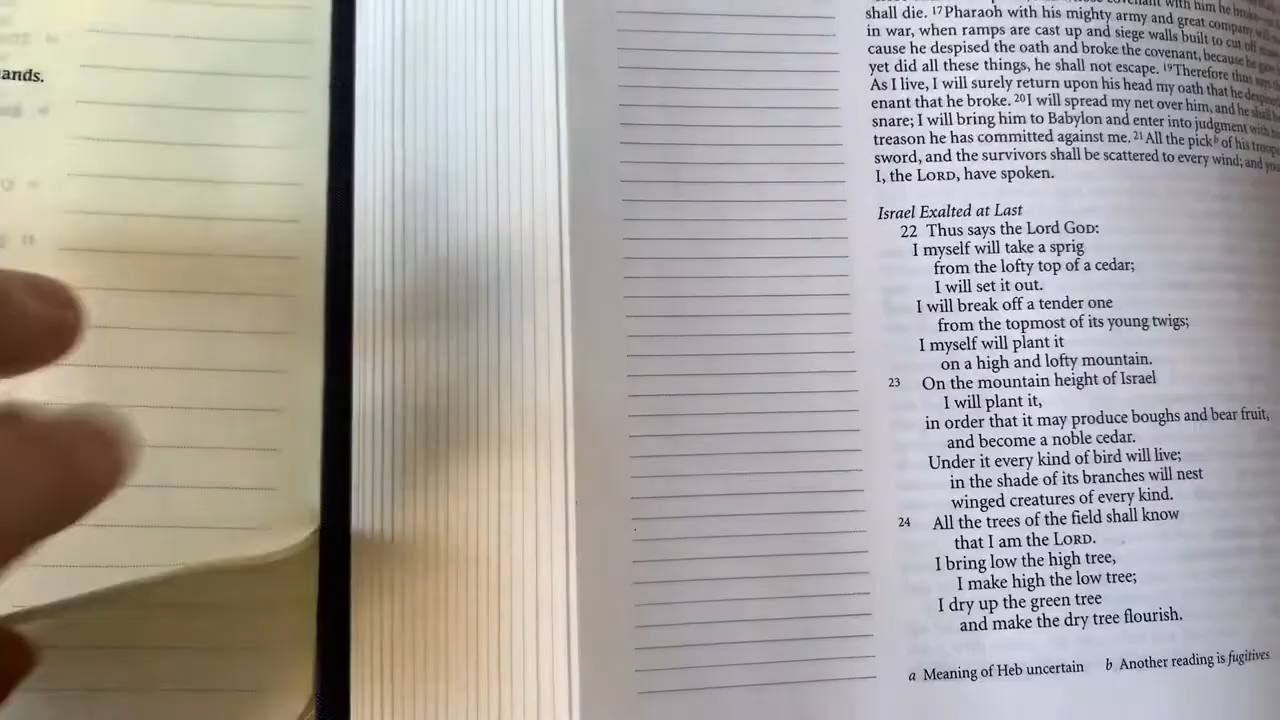 ands.
covenant with him he broke
shall die. 17 Pharaoh with his mighty army and great company will
in war, when ramps are cast up and siege walls built to cut off
cause he despised the oath and broke the covenant, because he
yet did all these things, he shall not escape. 19 Therefore thus says
As I live, I will surely return upon his head my oath that he
enant that he broke. 20 I will spread my net over him, and he shall
snare; I will bring him to Babylon and enter into judgment with
treason he has committed against me. 21 All the pick b of his troops
sword, and the survivors shall be scattered to every wind; and you
I, the LORD, have spoken.
Israel Exalted at Last
22 Thus says the Lord GOD:
I myself will take a sprig
from the lofty top of a cedar;
I will set it out.
I will break off a tender one
from the topmost of its young twigs;
I myself will plant it
on a high and lofty mountain.
23 On the mountain height of Israel
I will plant it,
in order that it may produce boughs and bear fruit,
and become a noble cedar.
Under it every kind of bird will live;
in the shade of its branches will nest
winged creatures of every kind.
24 All the trees of the field shall know
that I am the LORD.
I bring low the high tree,
I make high the low tree;
I dry up the green tree
and make the dry tree flourish.
a Meaning of Heb uncertain b Another reading is fugitives